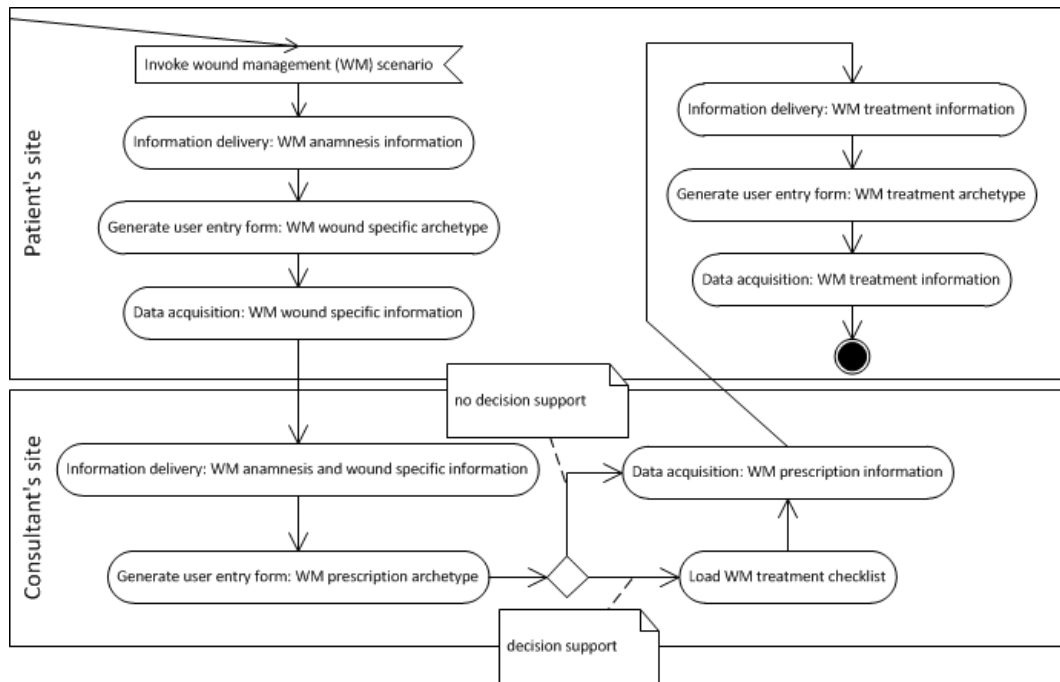 Patient's site
Invoke wound management (WM) scenario
Information delivery: WM anamnesis information
Generate user entry form: WM wound specific archetype
Data acquisition: WM wound specific information
Information delivery: WM treatment information
Generate user entry form: WM treatment archetype
Data acquisition: WM treatment information
Consultant's site
no decision support
Information delivery: WM anamnesis and wound specific information
Data acquisition: WM prescription information
Generate user entry form: WM prescription archetype
Load WM treatment checklist
decision support